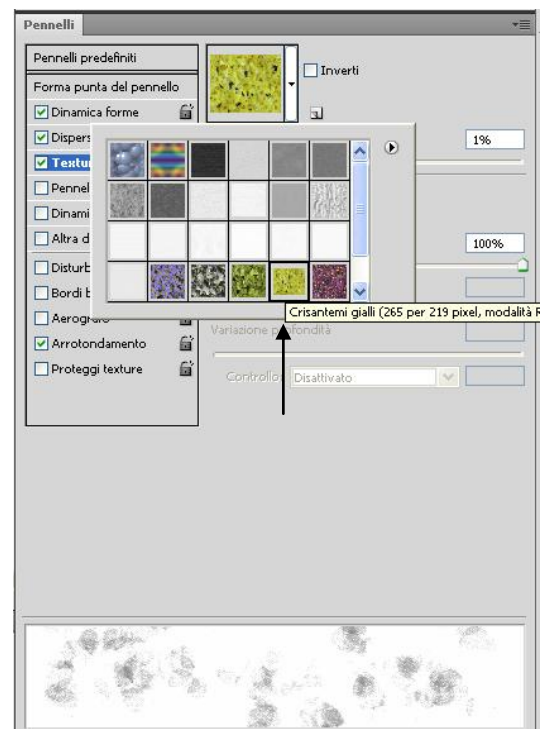 Pennelli
Pennelli predefiniti
Inverti
Forma punta del pennello
Dinamica forme
1%
100%
Crisantemi gialli (265 per 219 pixel, modalità R
Variazione profondità
Arrotondamento
Proteggi texture
Controllo: Disattivato